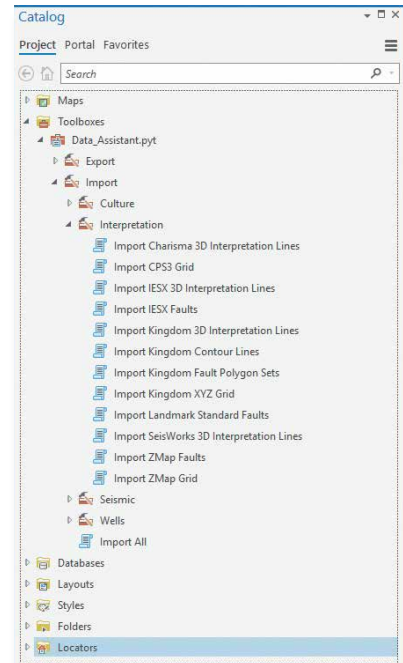 Catalog
Project Portal Favorites
Search
Maps
Toolboxes
Data_Assistant.pyt
Export
Import
Culture
Interpretation
Import Charisma 3D Interpretation Lines
Import CPS3 Grid
Import IESX 3D Interpretation Lines
Import IESX Faults
Import Kingdom 3D Interpretation Lines
Import Kingdom Contour Lines
Import Kingdom Fault Polygon Sets
Import Kingdom XYZ Grid
Import Landmark Standard Faults
Import SeisWorks 3D Interpretation Lines
Import ZMap Faults
Import ZMap Grid
Seismic
Wells
Import All
Databases
Layouts
Styles
Folders
Locators